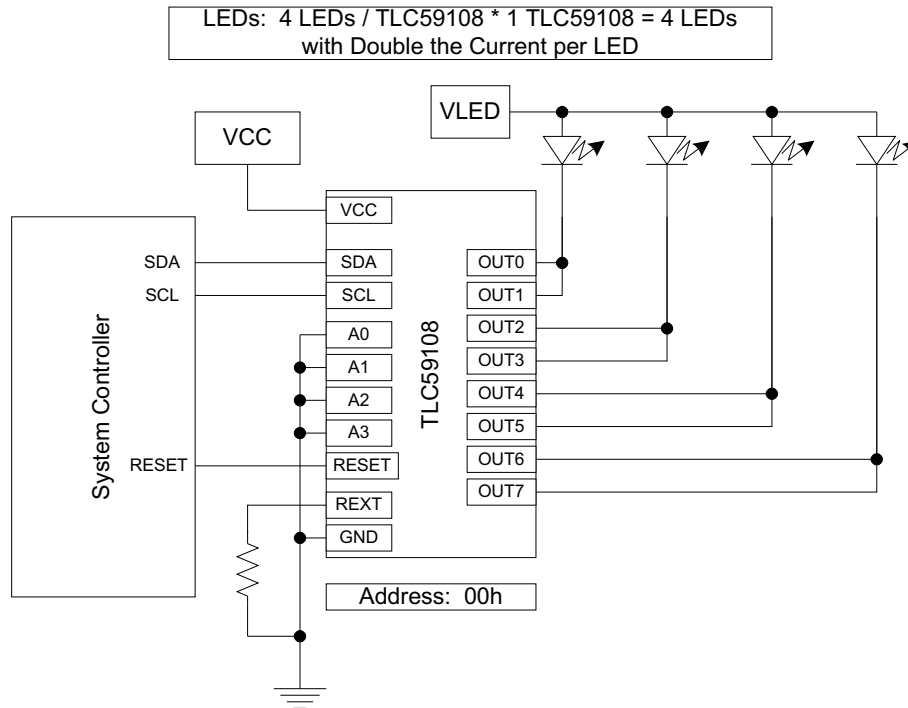 LEDs: 4 LEDs / TLC59108 * 1 TLC59108 = 4 LEDs
with Double the Current per LED
VLED
VCC
System Controller
SDA
SCL
RESET
TLC59108
VCC
SDA
SCL
A0
A1
A2
A3
RESET
REXT
GND
OUT0
OUT1
OUT2
OUT3
OUT4
OUT5
OUT6
OUT7
Address: 00h